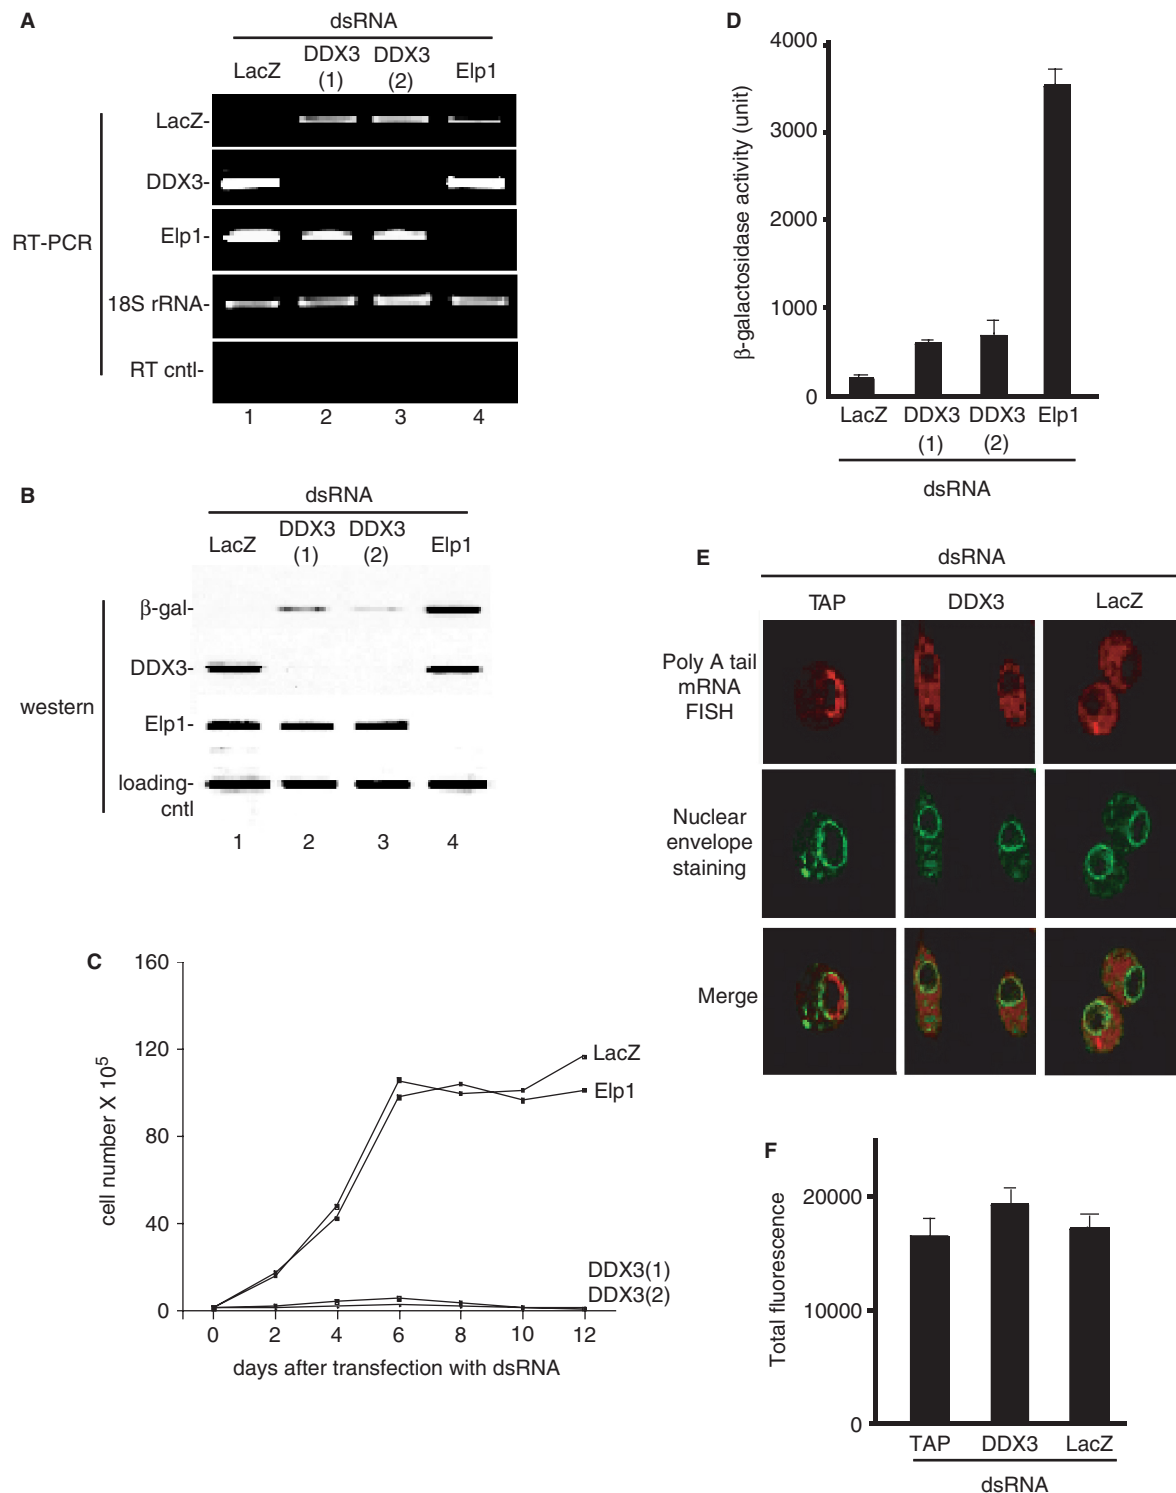 A
dsRNA
LacZ
DDX3
(1)
DDX3
(2)
Elp1
RT-PCR
LacZ-
DDX3-
Elp1-
18S rRNA-
RT cntl-
1 2 3 4
B
dsRNA
LacZ
DDX3
(1)
DDX3
(2)
Elp1
western
β-gal-
DDX3-
Elp1-
loading-
cntl
1 2 3 4
C
cell number X 10⁵
160
120
80
40
0
LacZ
Elp1
DDX3(1)
DDX3(2)
0 2 4 6 8 10 12
days after transfection with dsRNA
D
β-galactosidase activity (unit)
4000
3000
2000
1000
0
LacZ
DDX3
(1)
DDX3
(2)
Elp1
dsRNA
E
dsRNA
TAP DDX3 LacZ
Poly A tail
mRNA
FISH
Nuclear
envelope
staining
Merge
F
Total fluorescence
20000
10000
0
TAP DDX3 LacZ
dsRNA